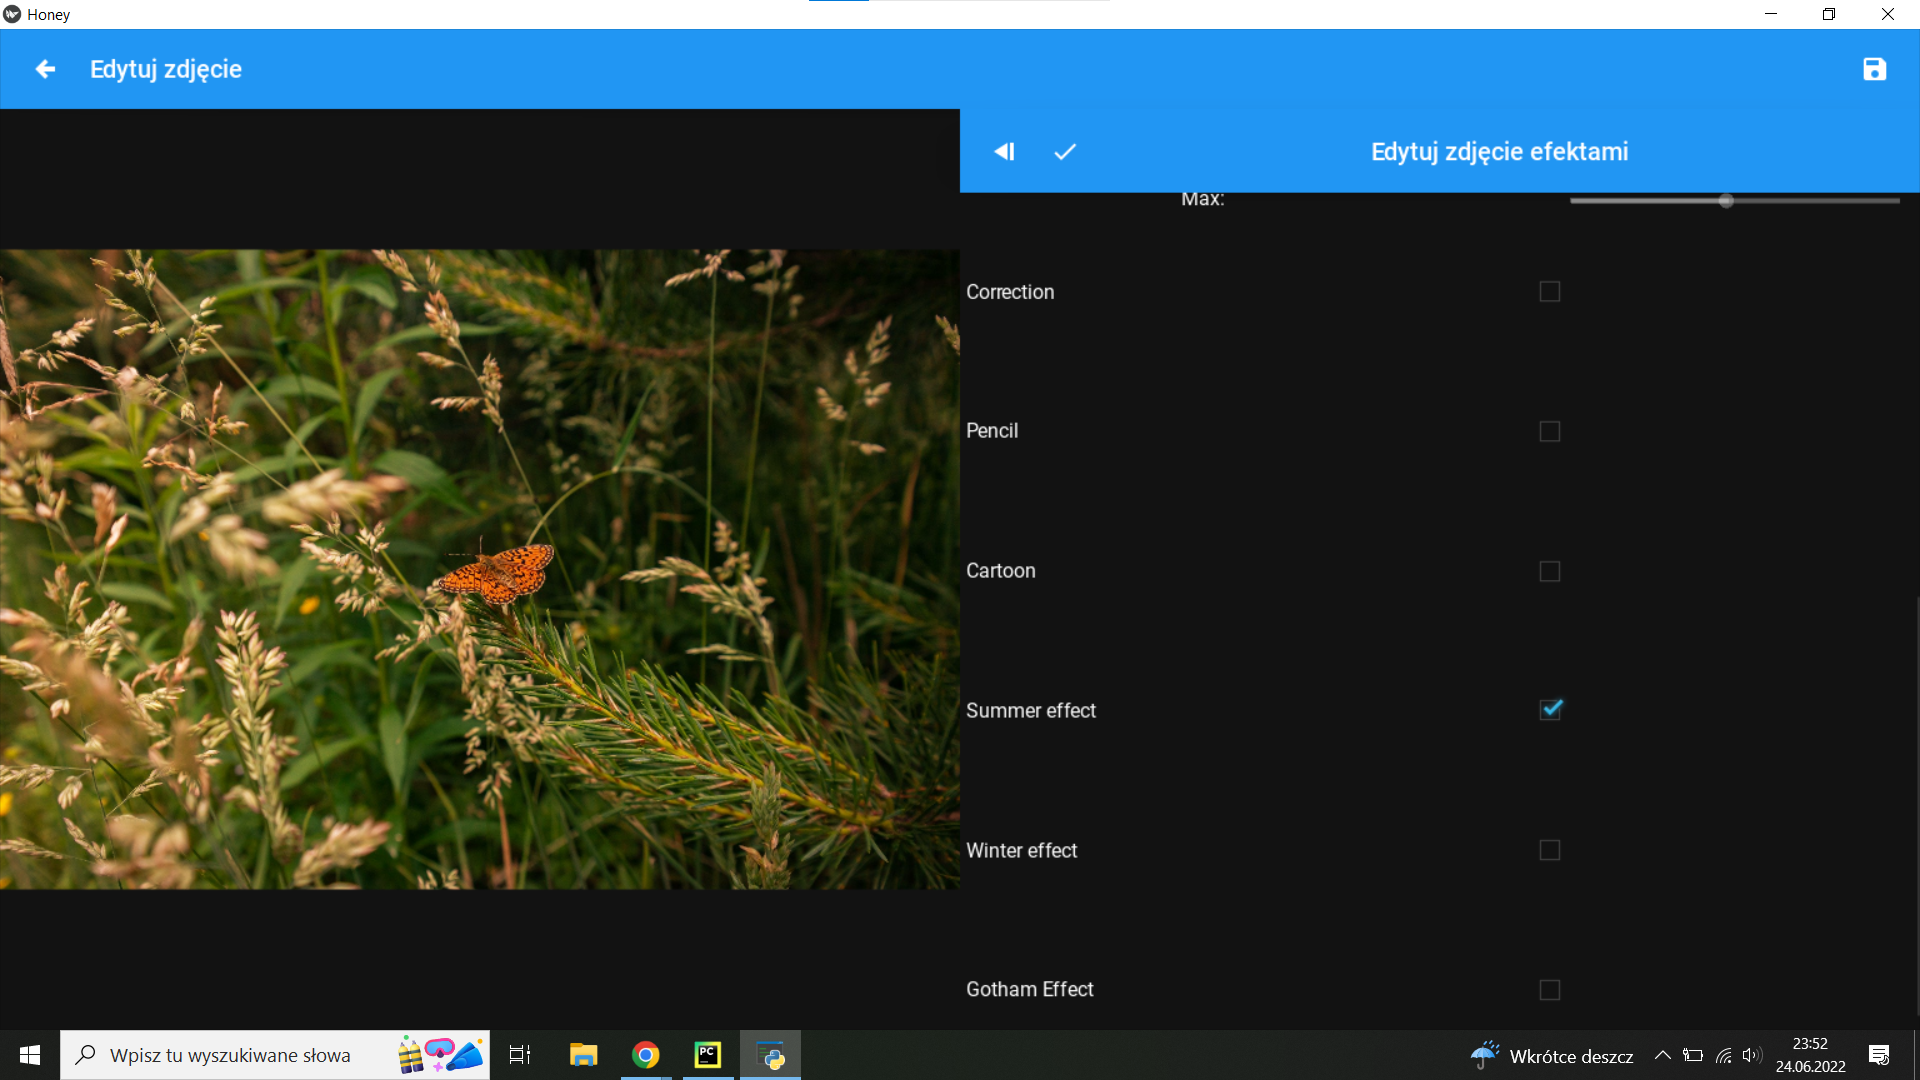 Honey
Edytuj zdjęcie
Edytuj zdjęcie efektami
Max:
Correction
Pencil
Cartoon
Summer effect
Winter effect
Gotham Effect
Wpisz tu wyszukiwane słowa
PC
Wkrótce deszcz
23:52
24.06.2022